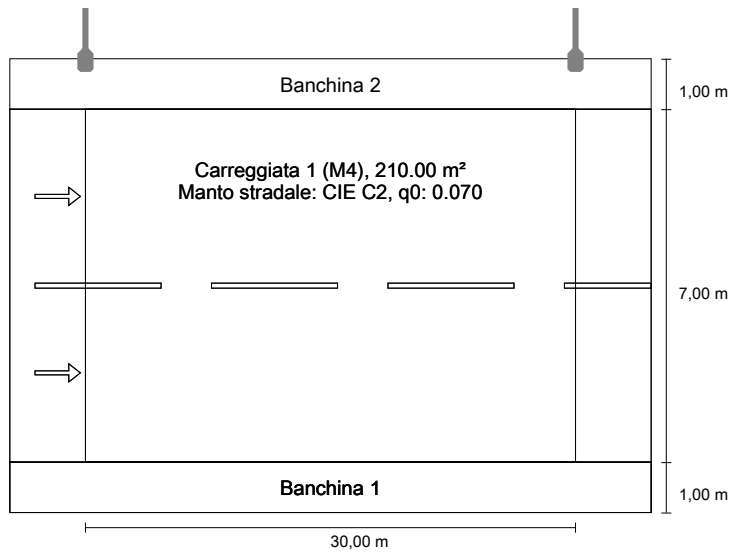 Banchina 2
1,00 m
Carreggiata 1 (M4), 210.00 m²
Manto stradale: CIE C2, q0: 0.070
7,00 m
Banchina 1
1,00 m
30,00 m